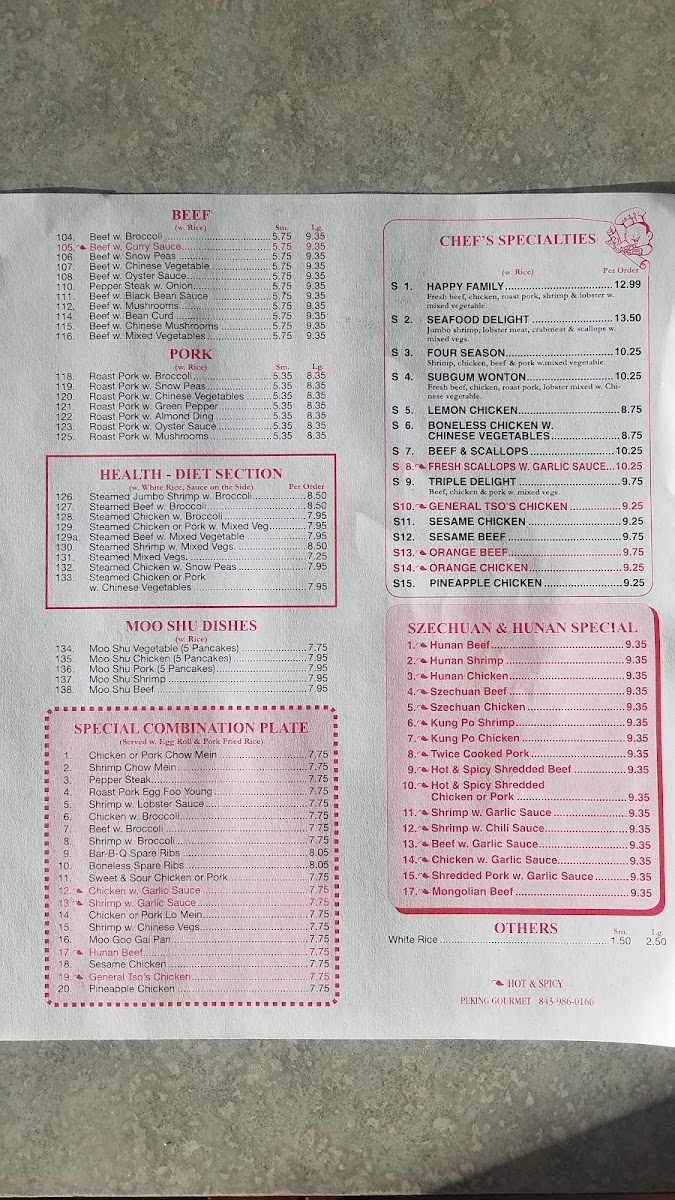 BEEF
(w. Rice) Sm. Lg.
104. Beef w. Broccoli 5.75 9.35
105. Beef w. Curry Sauce 5.75 9.35
106 Beef w. Snow Peas 5.75 9.35
107. Beef w. Chinese Vegetable 5.75 9.35
108. Beef w. Oyster Sauce 5.75 9.35
110. Pepper Steak w. Onion 5.75 9.35
111. Beef w. Black Bean Sauce 5.75 9.35
112. Beef w. Mushrooms 5.75 9.35
114. Beef w. Bean Curd 5.75 9.35
115. Beef w. Chinese Mushrooms 5.75 9.35
116. Beef w. Mixed Vegetables 5.75 9.35
PORK
(w. Rice) Sm. Lg.
118. Roast Pork w. Broccoli 5.35 8.35
119. Roast Pork w. Snow Peas 5.35 8.35
120. Roast Pork w. Chinese Vegetables 5.35 8.35
121. Roast Pork w. Green Pepper 5.35 8.35
122. Roast Pork w. Almond Ding 5.35 8.35
123. Roast Pork w. Oyster Sauce 5.35 8.35
125. Roast Pork w. Mushrooms 5.35 8.35
HEALTH - DIET SECTION
(w. White Rice, Sauce on the Side) Per Order
126. Steamed Jumbo Shrimp w. Broccoli 8.50
127. Steamed Beef w. Broccoli 8.50
128. Steamed Chicken w. Broccoli 7.95
129 Steamed Chicken or Pork w. Mixed Veg 7.95
129a. Steamed Beef w. Mixed Vegetable 7.95
130. Steamed Shrimp w. Mixed Vegs. 8.50
131. Steamed Mixed Vegs. 7.25
132. Steamed Chicken w. Snow Peas 7.95
133. Steamed Chicken or Pork
w. Chinese Vegetables 7.95
MOO SHU DISHES
(w. Rice)
134. Moo Shu Vegetable (5 Pancakes) 7.75
135. Moo Shu Chicken (5 Pancakes) 7.95
136. Moo Shu Pork (5 Pancakes) 7.95
137. Moo Shu Shrimp 7.95
138. Moo Shu Beef 7.95
SPECIAL COMBINATION PLATE
(Served w. Egg Roll & Pork Fried Rice)
1. Chicken or Pork Chow Mein 7.75
2. Shrimp Chow Mein 7.75
3. Pepper Steak 7.75
4. Roast Pork Egg Foo Young 7.75
5. Shrimp w. Lobster Sauce 7.75
6. Chicken w. Broccoli 7.75
7. Beef w. Broccoli 7.75
8. Shrimp w. Broccoli 7.75
9. Bar-B-Q Spare Ribs 8.05
10. Boneless Spare Ribs 8.05
11. Sweet & Sour Chicken or Pork 7.75
12. Chicken w. Garlic Sauce 7.75
13. Shrimp w. Garlic Sauce 7.75
14. Chicken or Pork Lo Mein 7.75
15. Shrimp w. Chinese Vegs 7.75
16. Moo Goo Gai Pan 7.75
17. Hunan Beef 7.75
18. Sesame Chicken 7.75
19. General Tso's Chicken 7.75
20. Pineapple Chicken 7.75
CHEF'S SPECIALTIES
(w. Rice) Per Order
S 1. HAPPY FAMILY 12.99
Fresh beef, chicken, roast pork, shrimp & lobster w.
mixed vegetable.
S 2. SEAFOOD DELIGHT 13.50
Jumbo shrimp, lobster meat, crabmeat & scallops w.
mixed vegs.
S 3. FOUR SEASON 10.25
Shrimp, chicken, beef & pork w.mixed vegetable.
S 4. SUBGUM WONTON 10.25
Fresh beef, chicken, roast pork, lobster mixed w. Chi-
nese vegetable.
S 5. LEMON CHICKEN 8.75
S 6. BONELESS CHICKEN W.
CHINESE VEGETABLES 8.75
S 7. BEEF & SCALLOPS 10.25
S 8. FRESH SCALLOPS W. GARLIC SAUCE 10.25
S 9. TRIPLE DELIGHT 9.75
Beef, chicken & pork w. mixed vegs.
S10. GENERAL TSO'S CHICKEN 9.25
S11. SESAME CHICKEN 9.25
S12. SESAME BEEF 9.75
S13. ORANGE BEEF 9.75
S14. ORANGE CHICKEN 9.25
S15. PINEAPPLE CHICKEN 9.25
SZECHUAN & HUNAN SPECIAL
1. Hunan Beef 9.35
2. Hunan Shrimp 9.35
3. Hunan Chicken 9.35
4. Szechuan Beef 9.35
5. Szechuan Chicken 9.35
6. Kung Po Shrimp 9.35
7. Kung Po Chicken 9.35
8. Twice Cooked Pork 9.35
9. Hot & Spicy Shredded Beef 9.35
10. Hot & Spicy Shredded
Chicken or Pork 9.35
11. Shrimp w. Garlic Sauce 9.35
12. Shrimp w. Chili Sauce 9.35
13. Beef w. Garlic Sauce 9.35
14. Chicken w. Garlic Sauce 9.35
15. Shredded Pork w. Garlic Sauce 9.35
17. Mongolian Beef 9.35
OTHERS
Sm. Lg.
White Rice 1.50 2.50
HOT & SPICY
PEKING GOURMET 843-986-0166